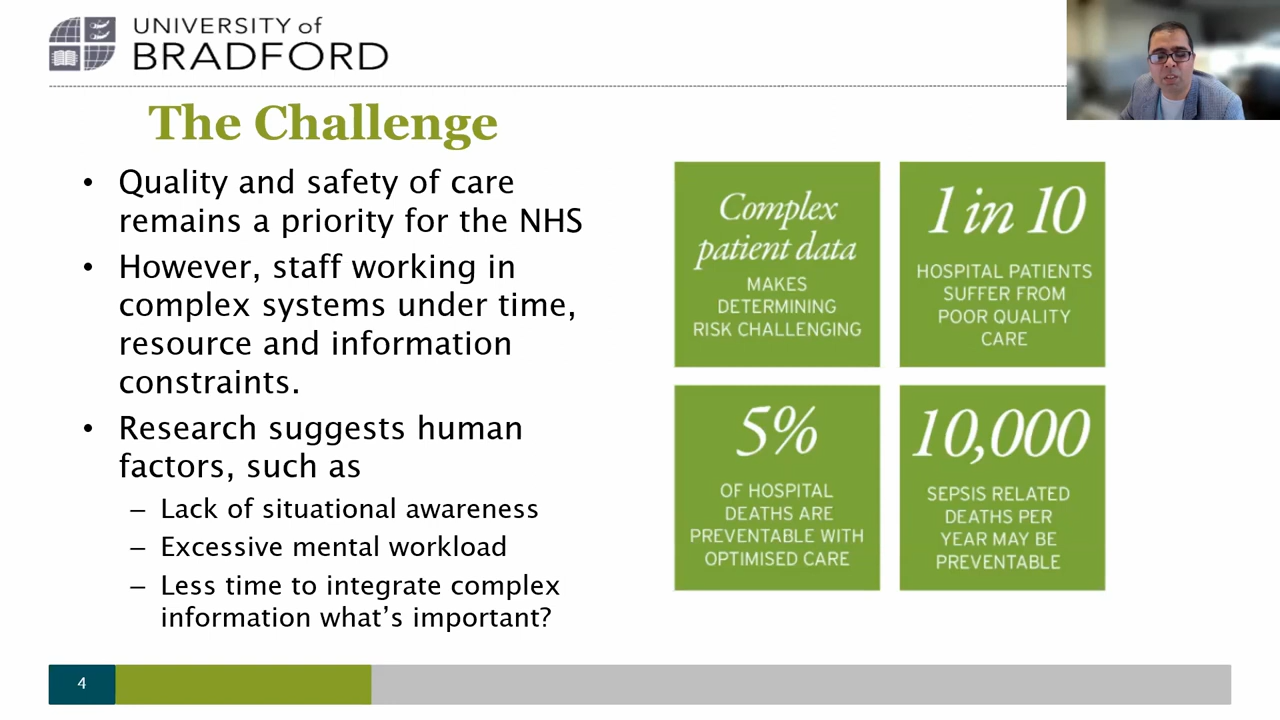 UNIVERSITY of
BRADFORD
The Challenge
• Quality and safety of care
remains a priority for the NHS
• However, staff working in
complex systems under time,
resource and information
constraints.
• Research suggests human
factors, such as
– Lack of situational awareness
– Excessive mental workload
– Less time to integrate complex
information what’s important?
Complex
patient data
MAKES
DETERMINING
RISK CHALLENGING
1 in 10
HOSPITAL PATIENTS
SUFFER FROM
POOR QUALITY
CARE
5%
OF HOSPITAL
DEATHS ARE
PREVENTABLE WITH
OPTIMISED CARE
10,000
SEPSIS RELATED
DEATHS PER
YEAR MAY BE
PREVENTABLE
4